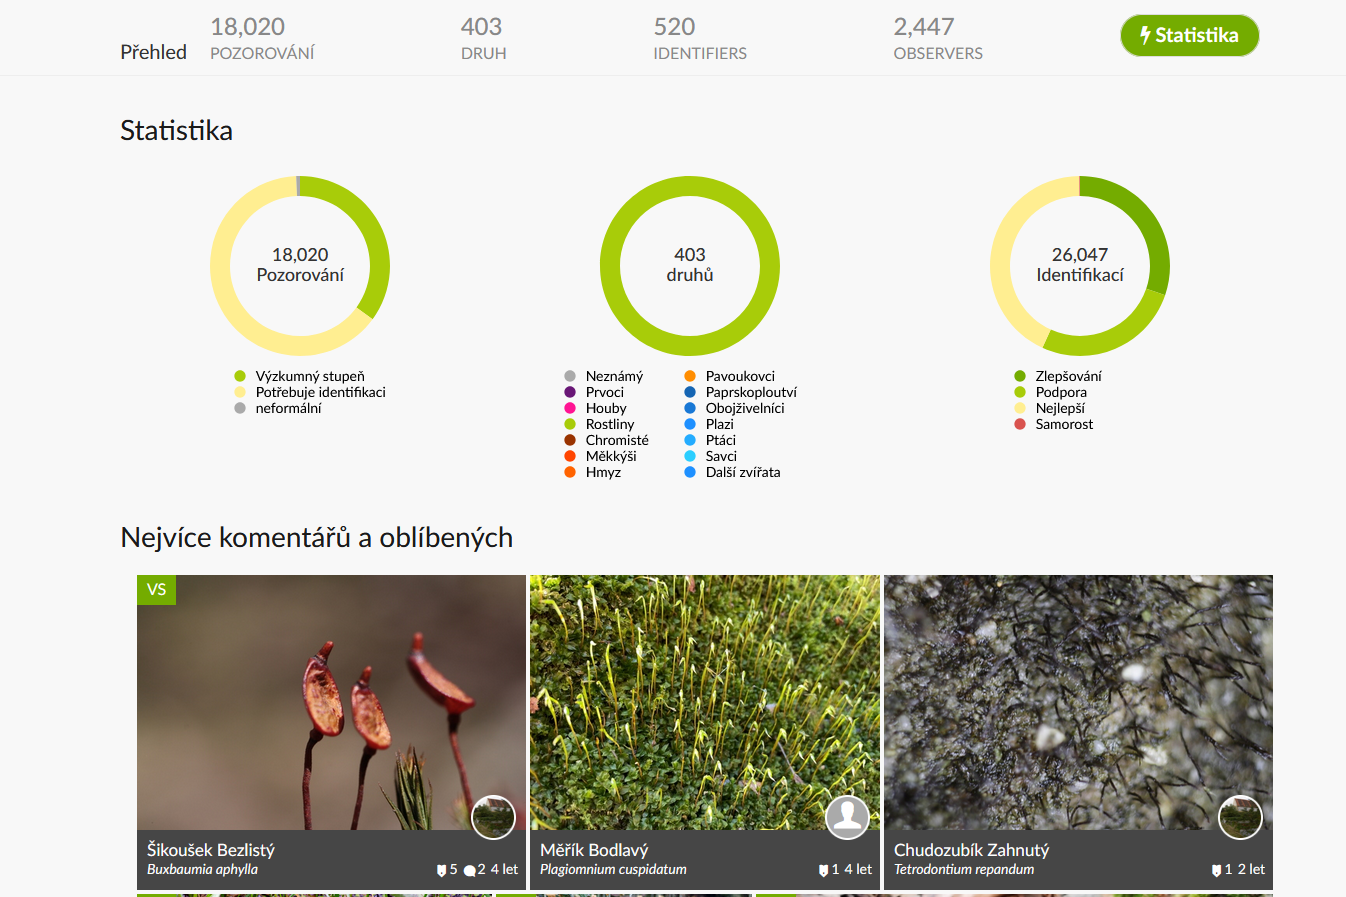 Přehled
18,020
POZOROVÁNÍ
403
DRUH
520
IDENTIFIERS
2,447
OBSERVERS
Statistika
Statistika
18,020
Pozorování
Výzkumný stupeň
Potřebuje identifikaci
neformální
403
druhů
Neznámý
Prvoci
Houby
Rostliny
Chromisté
Měkkýši
Hmyz
Pavoukovci
Paprskoploutví
Obojživelníci
Plazi
Ptáci
Savci
Další zvířata
26,047
Identifikací
Zlepšování
Podpora
Nejlepší
Samorost
Nejvíce komentářů a oblíbených
VS
Šikoušek Bezlistý
Buxbaumia aphylla
5 2 4 let
Měřík Bodlavý
Plagiomnium cuspidatum
1 4 let
Chudozubík Zahnutý
Tetrodontium repandum
1 2 let